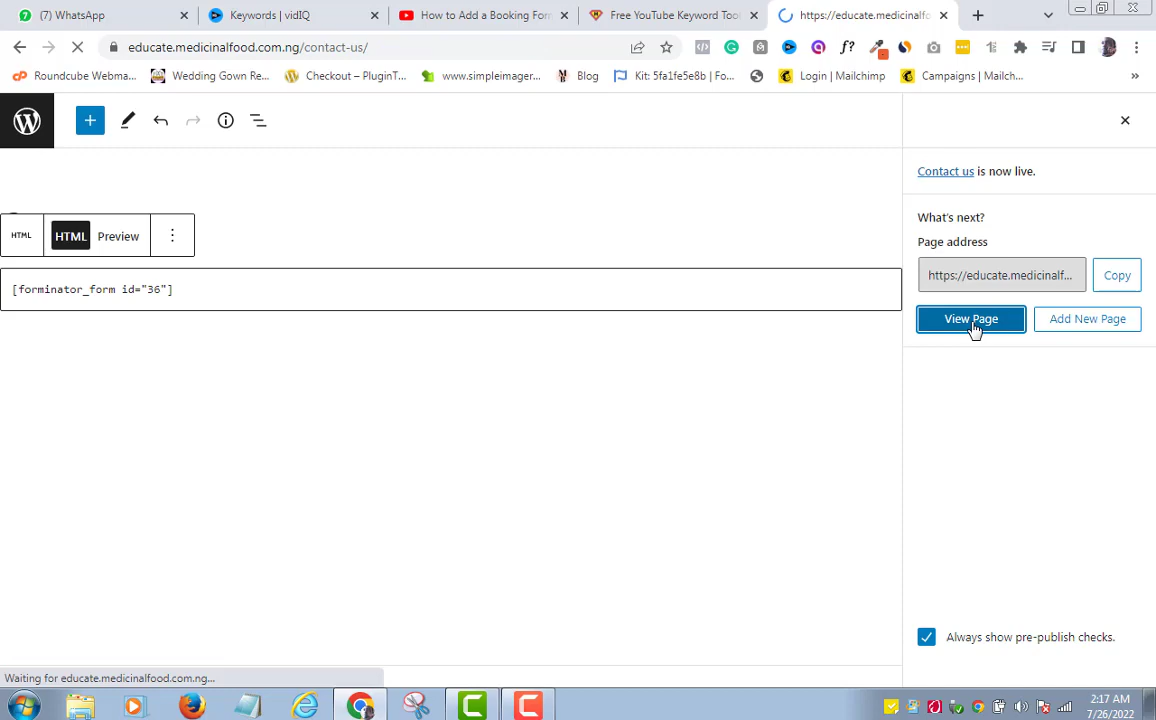 (7) WhatsApp
Keywords | vidIQ
How to Add a Booking For
Free YouTube Keyword Tool
https://educate.medicinalfood.com
educate.medicinalfood.com.ng/contact-us/
Roundcube Webma...
Wedding Gown Re...
Checkout – PluginT...
www.simpleimager...
Blog
Kit: 5fa1fe5e8b | Fo...
Login | Mailchimp
Campaigns | Mailch...
»
Contact us is now live.
HTML
HTML
Preview
[forminator_form id="36"]
What's next?
Page address
https://educate.medicinalf...
Copy
View Page
Add New Page
Always show pre-publish checks.
Waiting for educate.medicinalfood.com.ng...
2:17 AM
7/26/2022